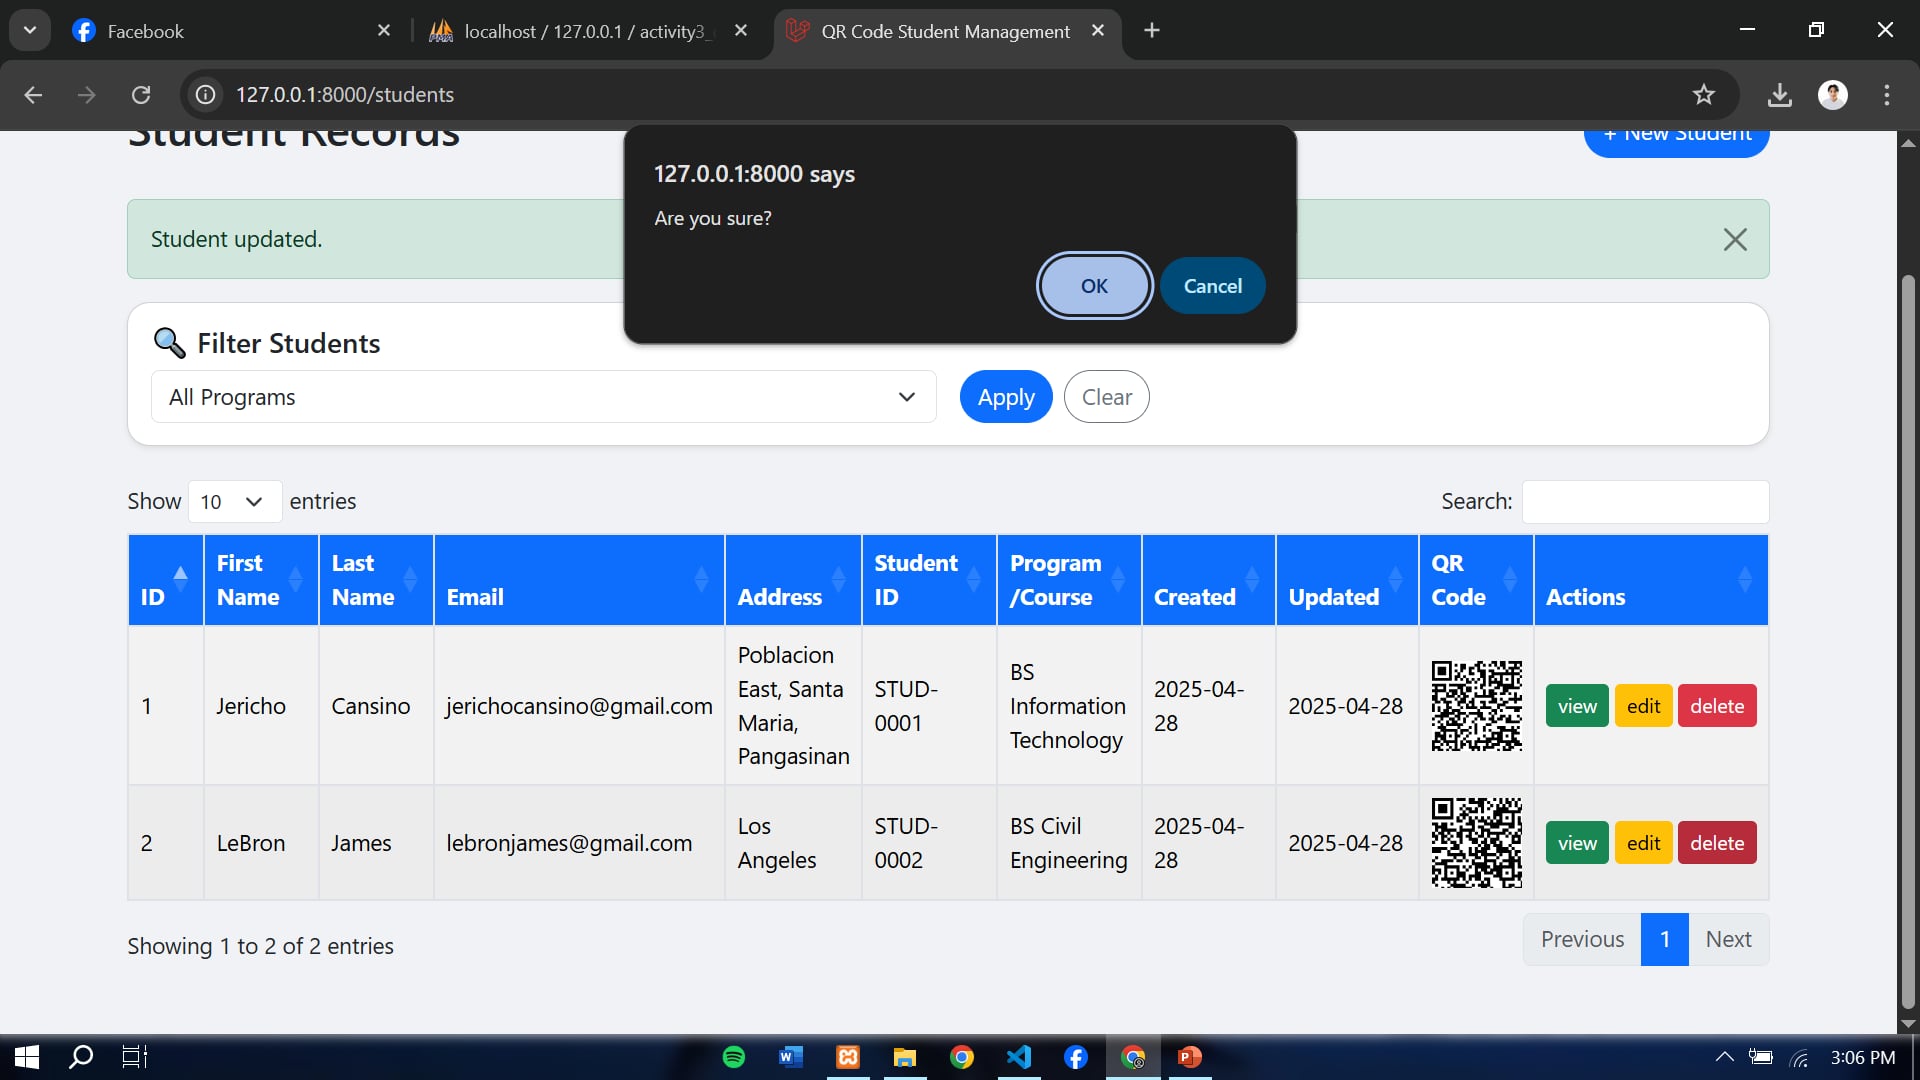 Facebook
localhost / 127.0.0.1 / activity3_
QR Code Student Management
127.0.0.1:8000/students
Student Records
+ New Student
127.0.0.1:8000 says
Are you sure?
OK
Cancel
Student updated.
Filter Students
All Programs
Apply
Clear
Show 10 entries
Search:
ID First Name Last Name Email Address Student ID Program /Course Created Updated QR Code Actions
1 Jericho Cansino jerichocansino@gmail.com Poblacion East, Santa Maria, Pangasinan STUD-0001 BS Information Technology 2025-04-28 2025-04-28 view edit delete
2 LeBron James lebronjames@gmail.com Los Angeles STUD-0002 BS Civil Engineering 2025-04-28 2025-04-28 view edit delete
Showing 1 to 2 of 2 entries
Previous 1 Next
3:06 PM